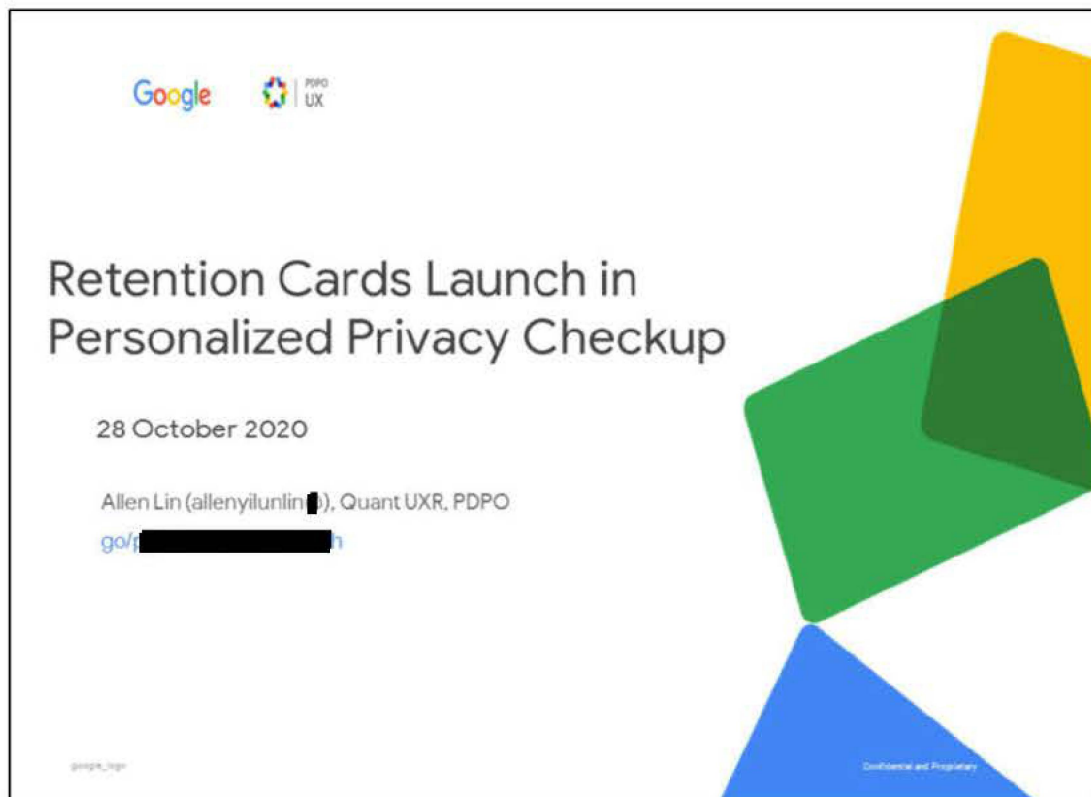 Google
PDPO
UX
Retention Cards Launch in
Personalized Privacy Checkup
28 October 2020
Allen Lin (allenyilunlin), Quant UXR, PDPO
go/p h
google_logo
Confidential and Proprietary